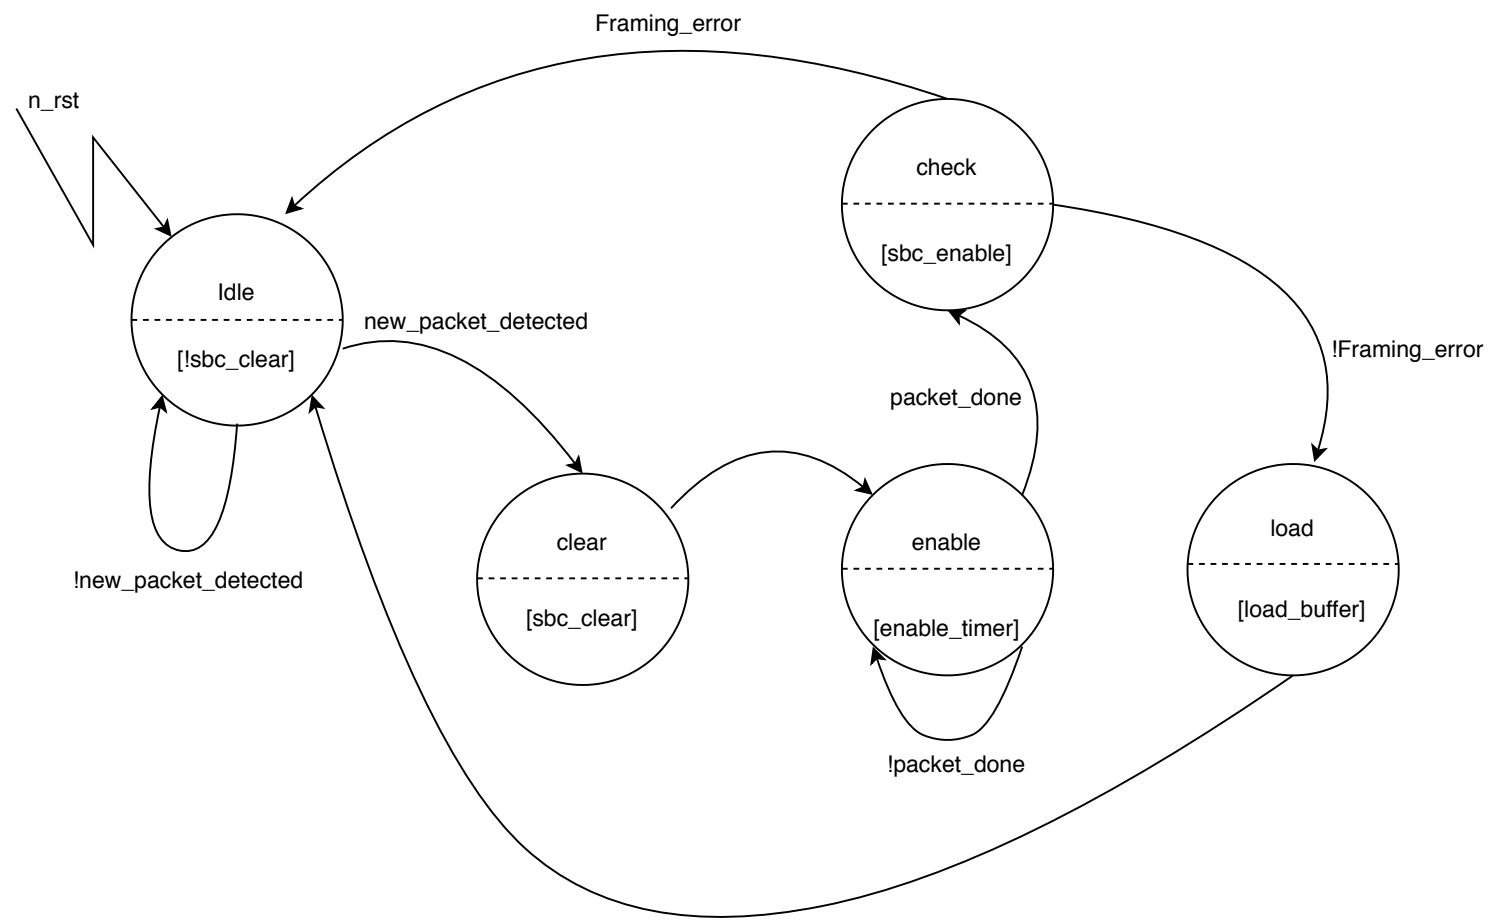 Framing_error
n_rst
check
[sbc_enable]
Idle
[!sbc_clear]
new_packet_detected
!Framing_error
packet_done
!new_packet_detected
clear
[sbc_clear]
enable
[enable_timer]
load
[load_buffer]
!packet_done